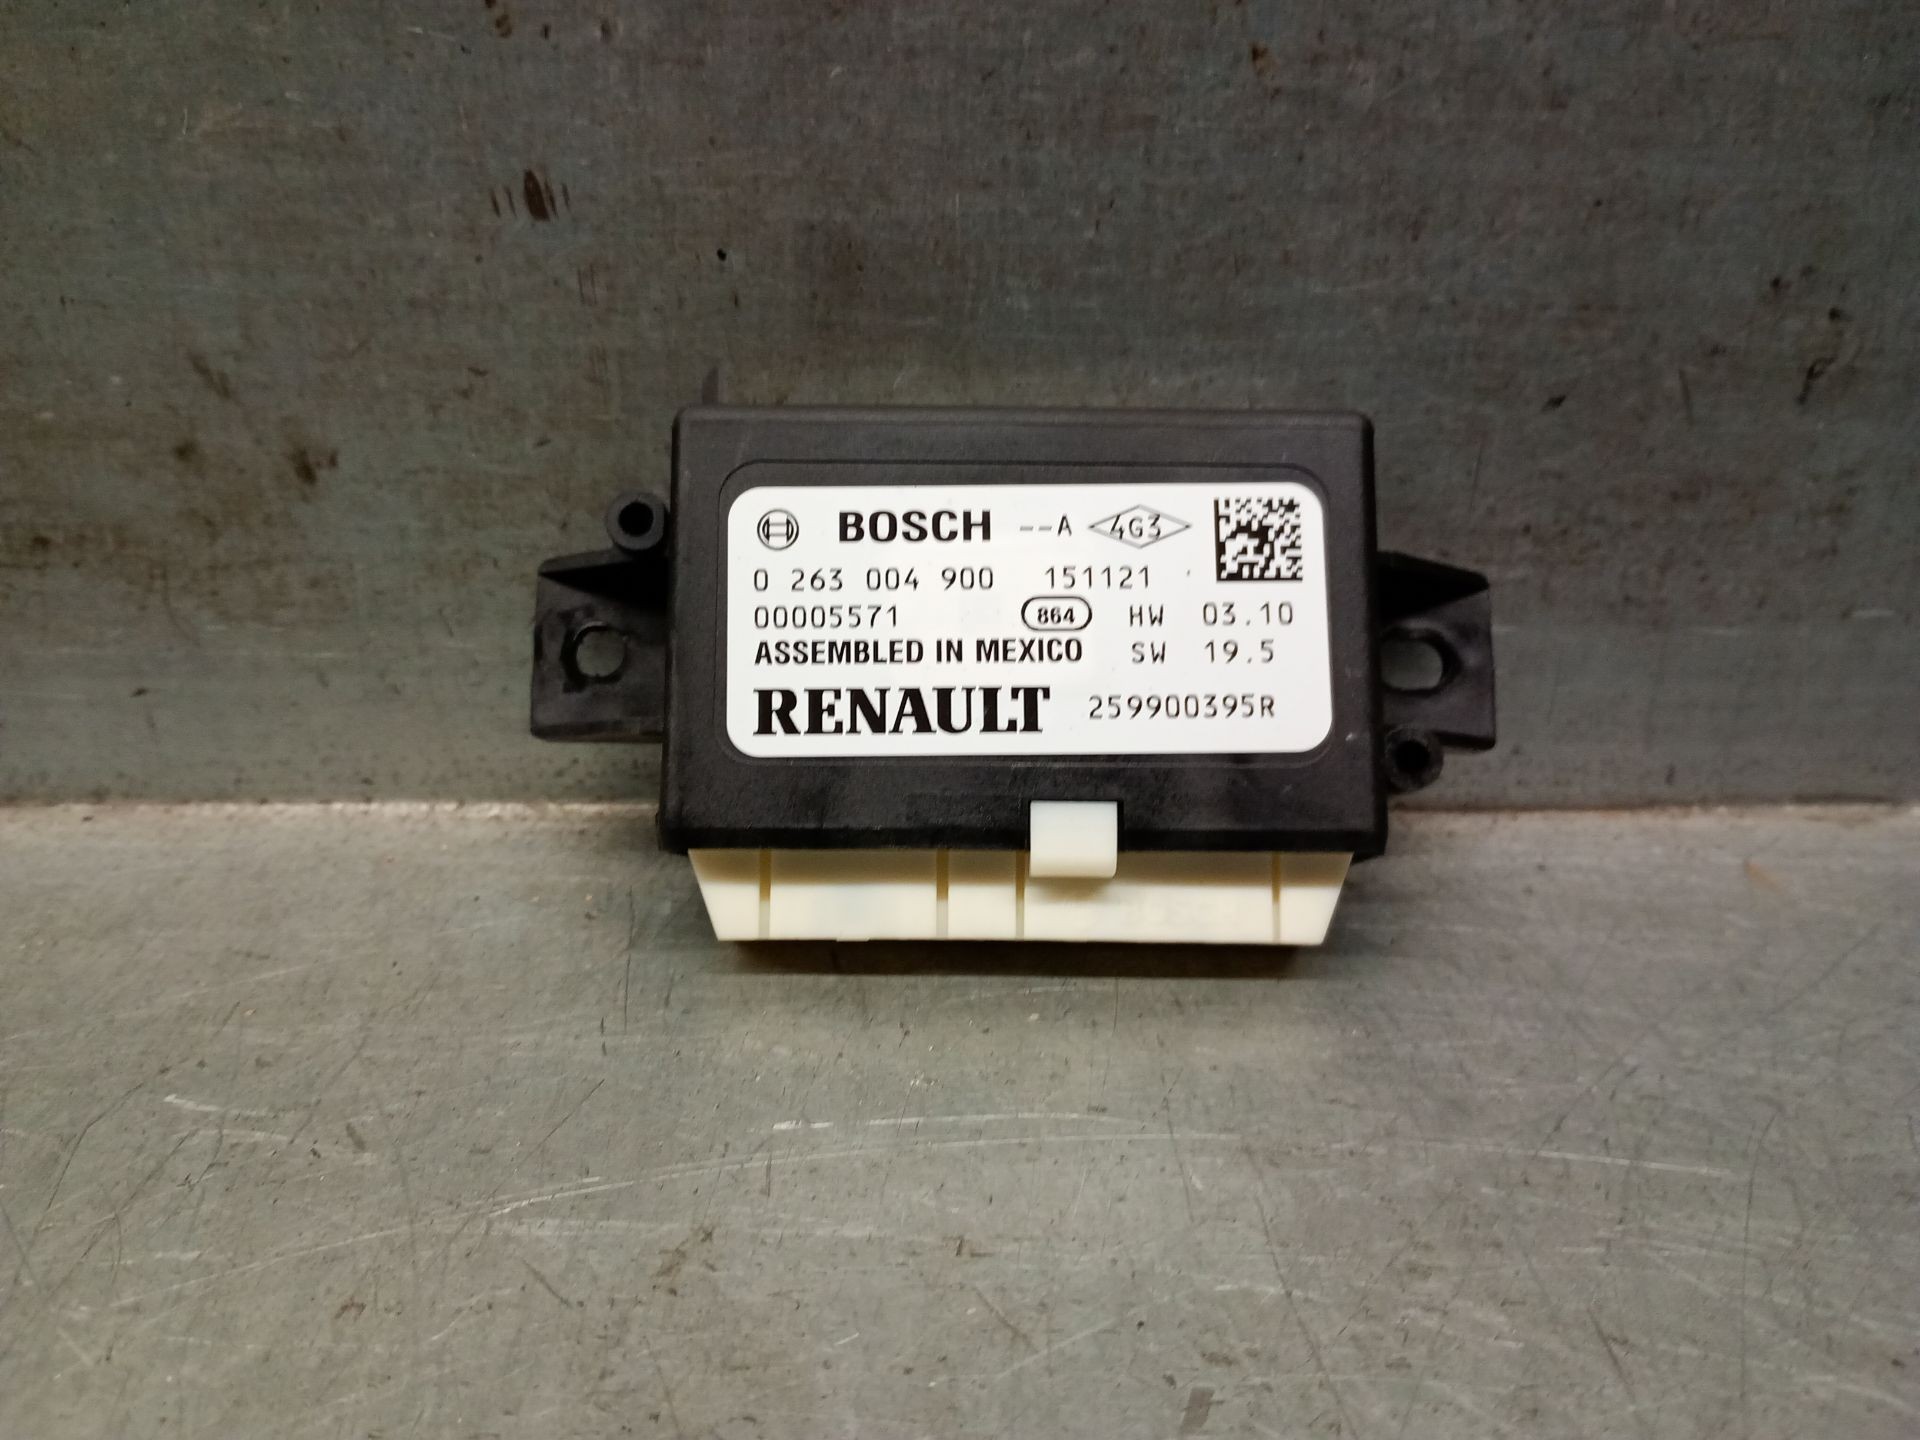 BOSCH --A 4G3
0 263 004 900 151121
00005571 864 HW 03.10
ASSEMBLED IN MEXICO SW 19.5
RENAULT 259900395R